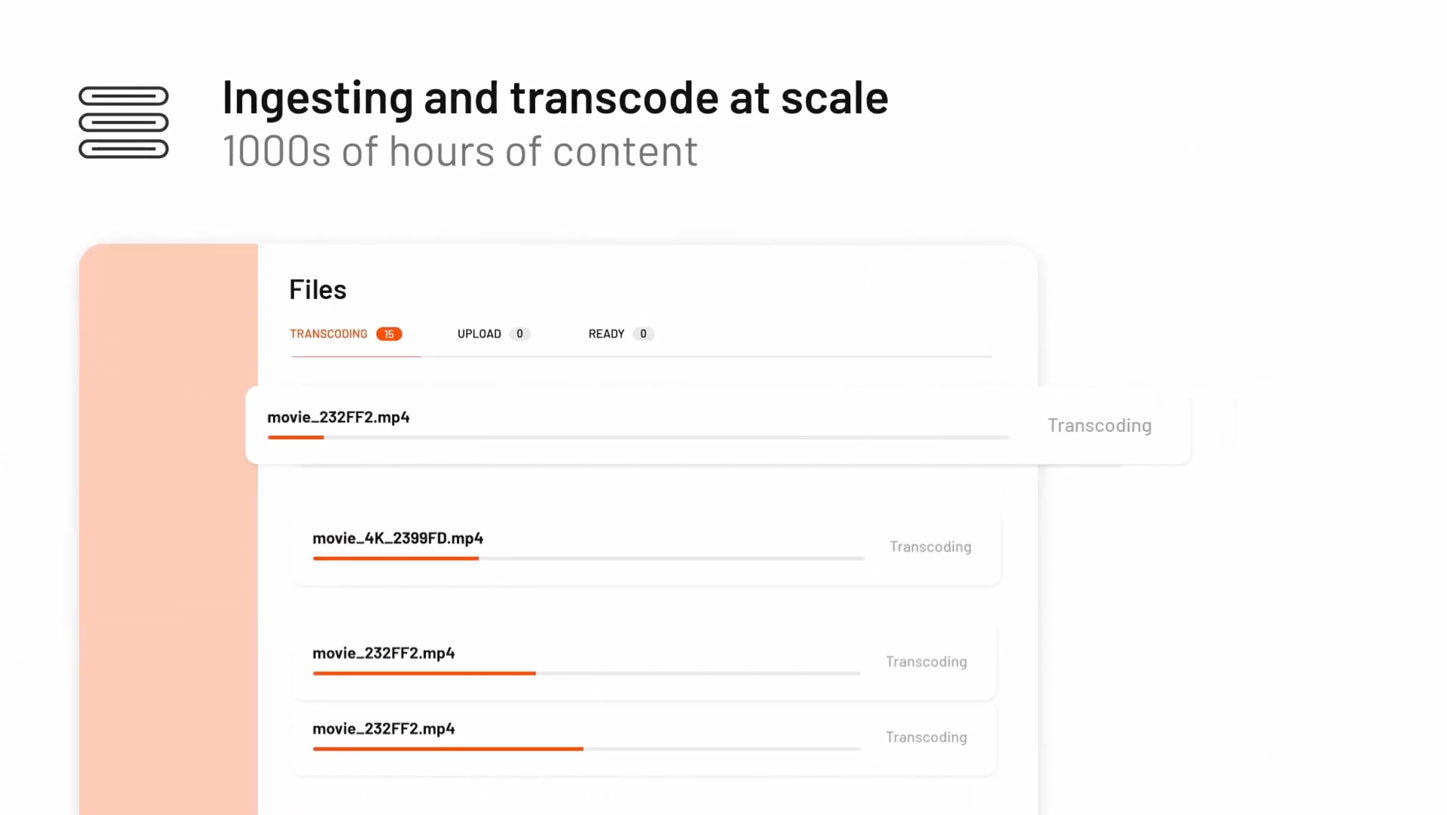 Ingesting and transcode at scale
1000s of hours of content
Files
TRANSCODING 15 UPLOAD 0 READY 0
movie_232FF2.mp4 Transcoding
movie_4K_2399FD.mp4 Transcoding
movie_232FF2.mp4 Transcoding
movie_232FF2.mp4 Transcoding